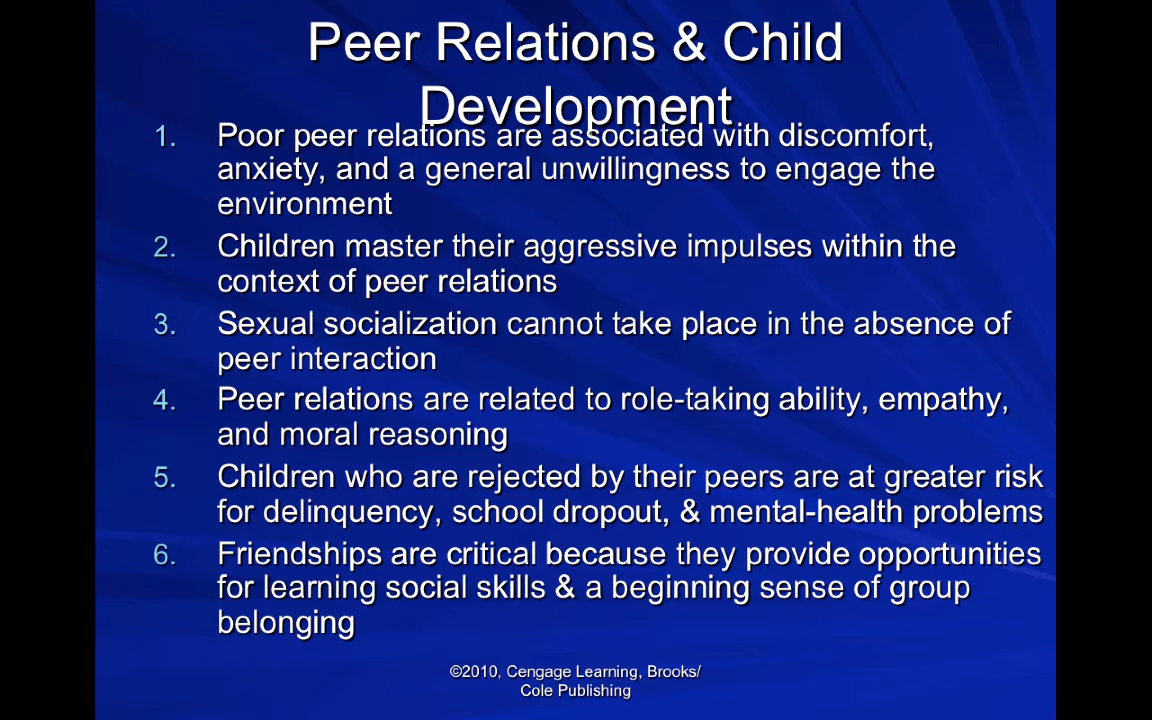 Peer Relations & Child
Development
1. Poor peer relations are associated with discomfort,
anxiety, and a general unwillingness to engage the
environment
2. Children master their aggressive impulses within the
context of peer relations
3. Sexual socialization cannot take place in the absence of
peer interaction
4. Peer relations are related to role-taking ability, empathy,
and moral reasoning
5. Children who are rejected by their peers are at greater risk
for delinquency, school dropout, & mental-health problems
6. Friendships are critical because they provide opportunities
for learning social skills & a beginning sense of group
belonging
©2010, Cengage Learning, Brooks/
Cole Publishing